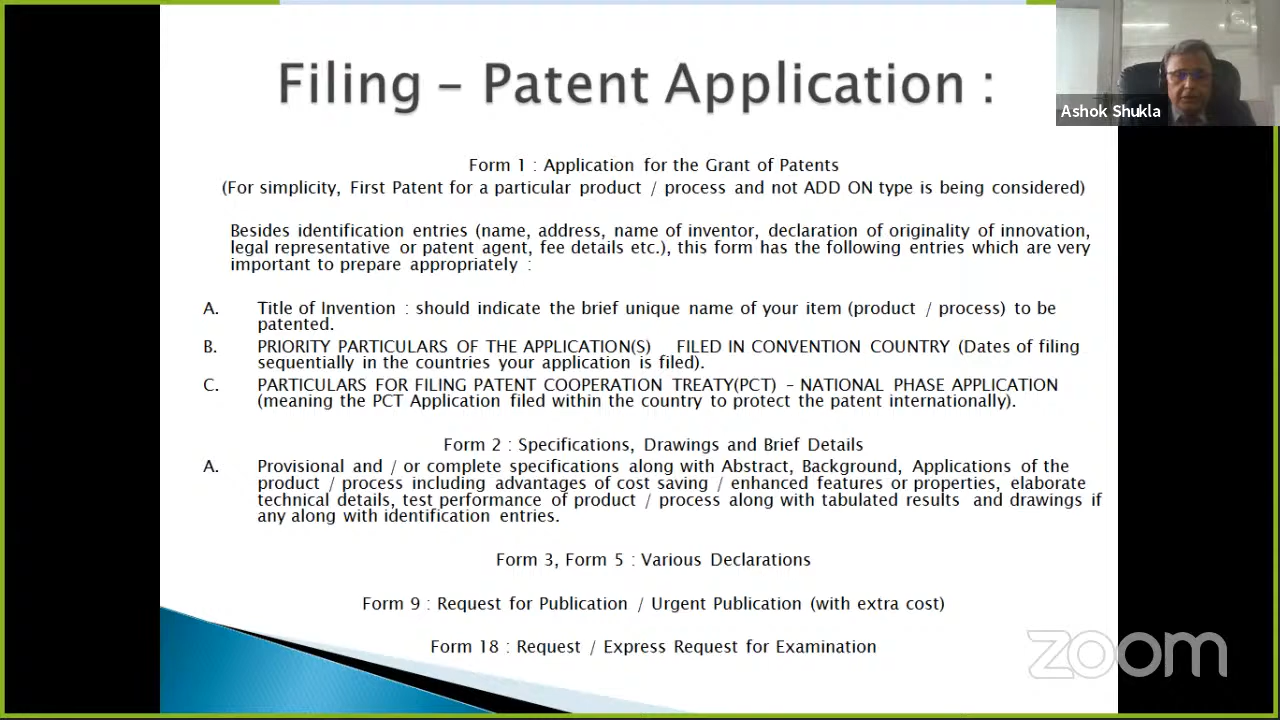 Filing – Patent Application :
Ashok Shukla
Form 1 : Application for the Grant of Patents
(For simplicity, First Patent for a particular product / process and not ADD ON type is being considered)
Besides identification entries (name, address, name of inventor, declaration of originality of innovation,
legal representative or patent agent, fee details etc.), this form has the following entries which are very
important to prepare appropriately :
A. Title of Invention : should indicate the brief unique name of your item (product / process) to be
patented.
B. PRIORITY PARTICULARS OF THE APPLICATION(S) FILED IN CONVENTION COUNTRY (Dates of filing
sequentially in the countries your application is filed).
C. PARTICULARS FOR FILING PATENT COOPERATION TREATY(PCT) – NATIONAL PHASE APPLICATION
(meaning the PCT Application filed within the country to protect the patent internationally).
Form 2 : Specifications, Drawings and Brief Details
A. Provisional and / or complete specifications along with Abstract, Background, Applications of the
product / process including advantages of cost saving / enhanced features or properties, elaborate
technical details, test performance of product / process along with tabulated results and drawings if
any along with identification entries.
Form 3, Form 5 : Various Declarations
Form 9 : Request for Publication / Urgent Publication (with extra cost)
Form 18 : Request / Express Request for Examination
zoom